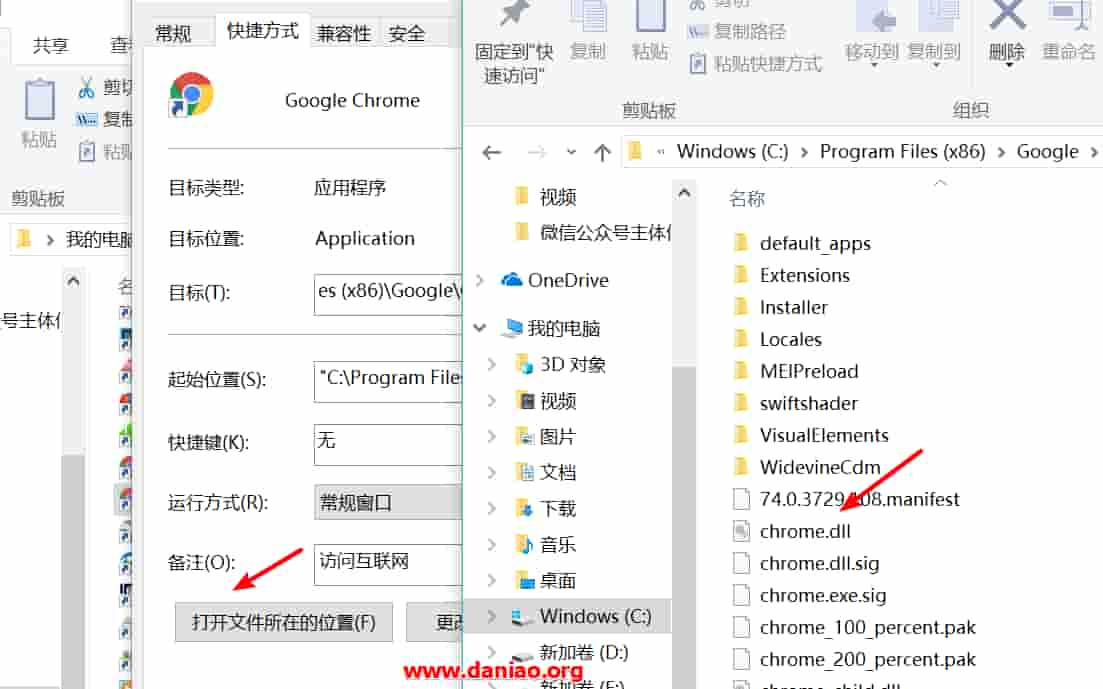 共享
粘贴
剪切
剪贴板
我的电脑
号主体信
常规
快捷方式
兼容性
安全
Google Chrome
目标类型:
应用程序
目标位置:
Application
目标(T):
es (x86)\Google\
起始位置(S):
"C:\Program Files
快捷键(K):
无
运行方式(R):
常规窗口
备注(O):
访问互联网
打开文件所在的位置(F)
更改
固定到"快
速访问"
复制
粘贴
剪切
复制路径
粘贴快捷方式
剪贴板
移动到
复制到
删除
重命名
组织
Windows (C:)
Program Files (x86)
Google
视频
微信公众号主体信
OneDrive
我的电脑
3D 对象
视频
图片
文档
下载
音乐
桌面
Windows (C:)
新加卷 (D:)
新加卷 (E:)
名称
default_apps
Extensions
Installer
Locales
MEIPreload
swiftshader
VisualElements
WidevineCdm
74.0.3729.108.manifest
chrome.dll
chrome.dll.sig
chrome.exe.sig
chrome_100_percent.pak
chrome_200_percent.pak
chrome_child.dll
www.daniao.org